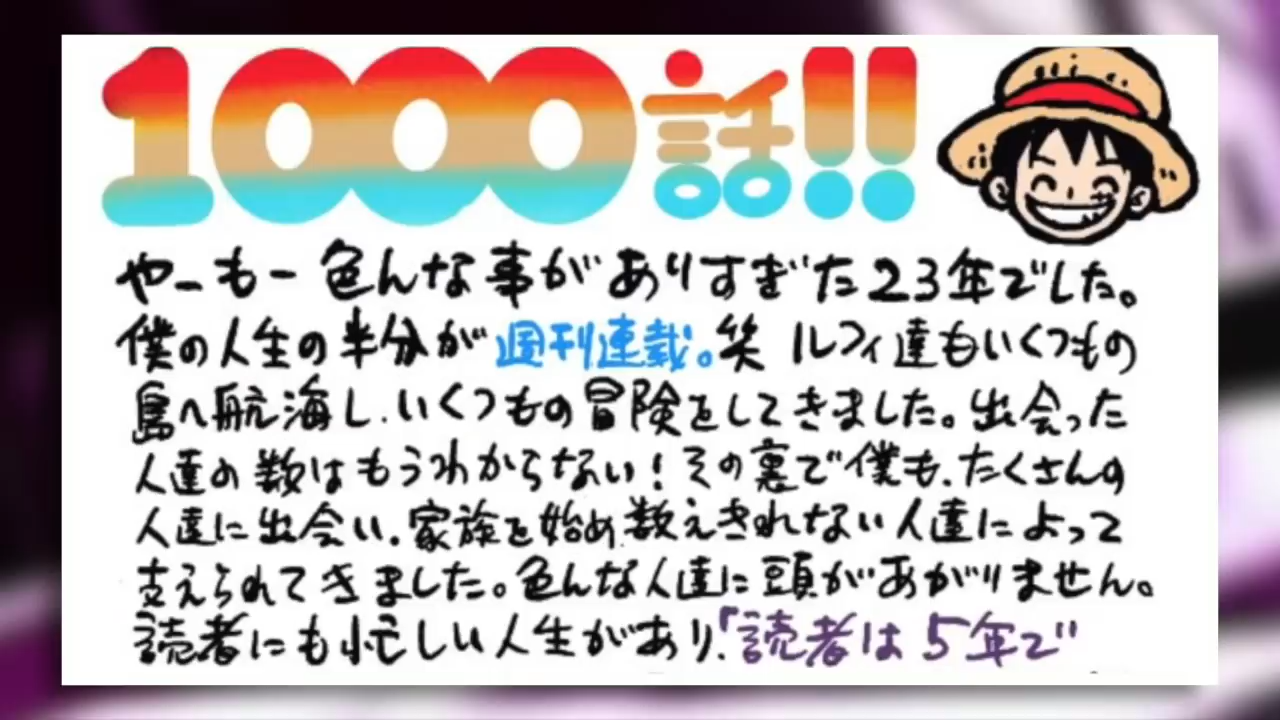 1000話!!
やーもー色んな事がありすぎた23年でした。
僕の人生の半分が週刊連載。笑 ルフィ達もいくつもの
島へ航海し、いくつもの冒険をしてきました。出会った
人達の数はもうわからない!その裏で僕も、たくさんの
人達に出会い、家族を始め数えきれない人達によって
支えられてきました。色んな人達に頭があがりません。
読者にも忙しい人生があり、「読者は5年で